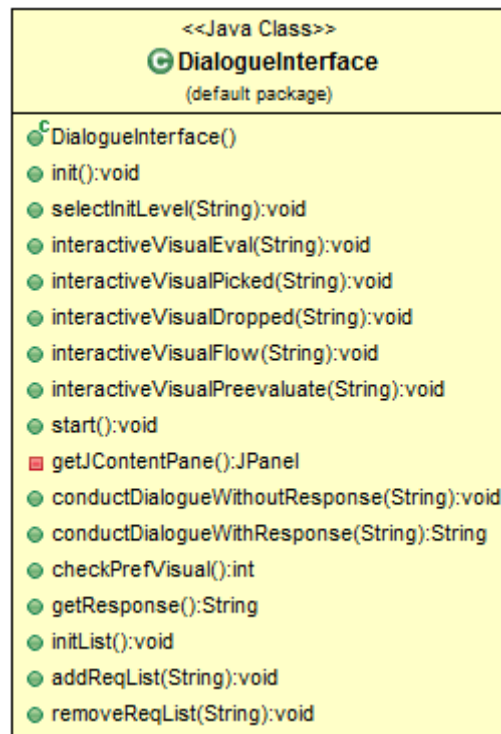 <<Java Class>>
C DialogueInterface
(default package)
C DialogueInterface()
init():void
selectInitLevel(String):void
interactiveVisualEval(String):void
interactiveVisualPicked(String):void
interactiveVisualDropped(String):void
interactiveVisualFlow(String):void
interactiveVisualPreevaluate(String):void
start():void
getJContentPane():JPanel
conductDialogueWithoutResponse(String):void
conductDialogueWithResponse(String):String
checkPrefVisual():int
getResponse():String
initList():void
addReqList(String):void
removeReqList(String):void